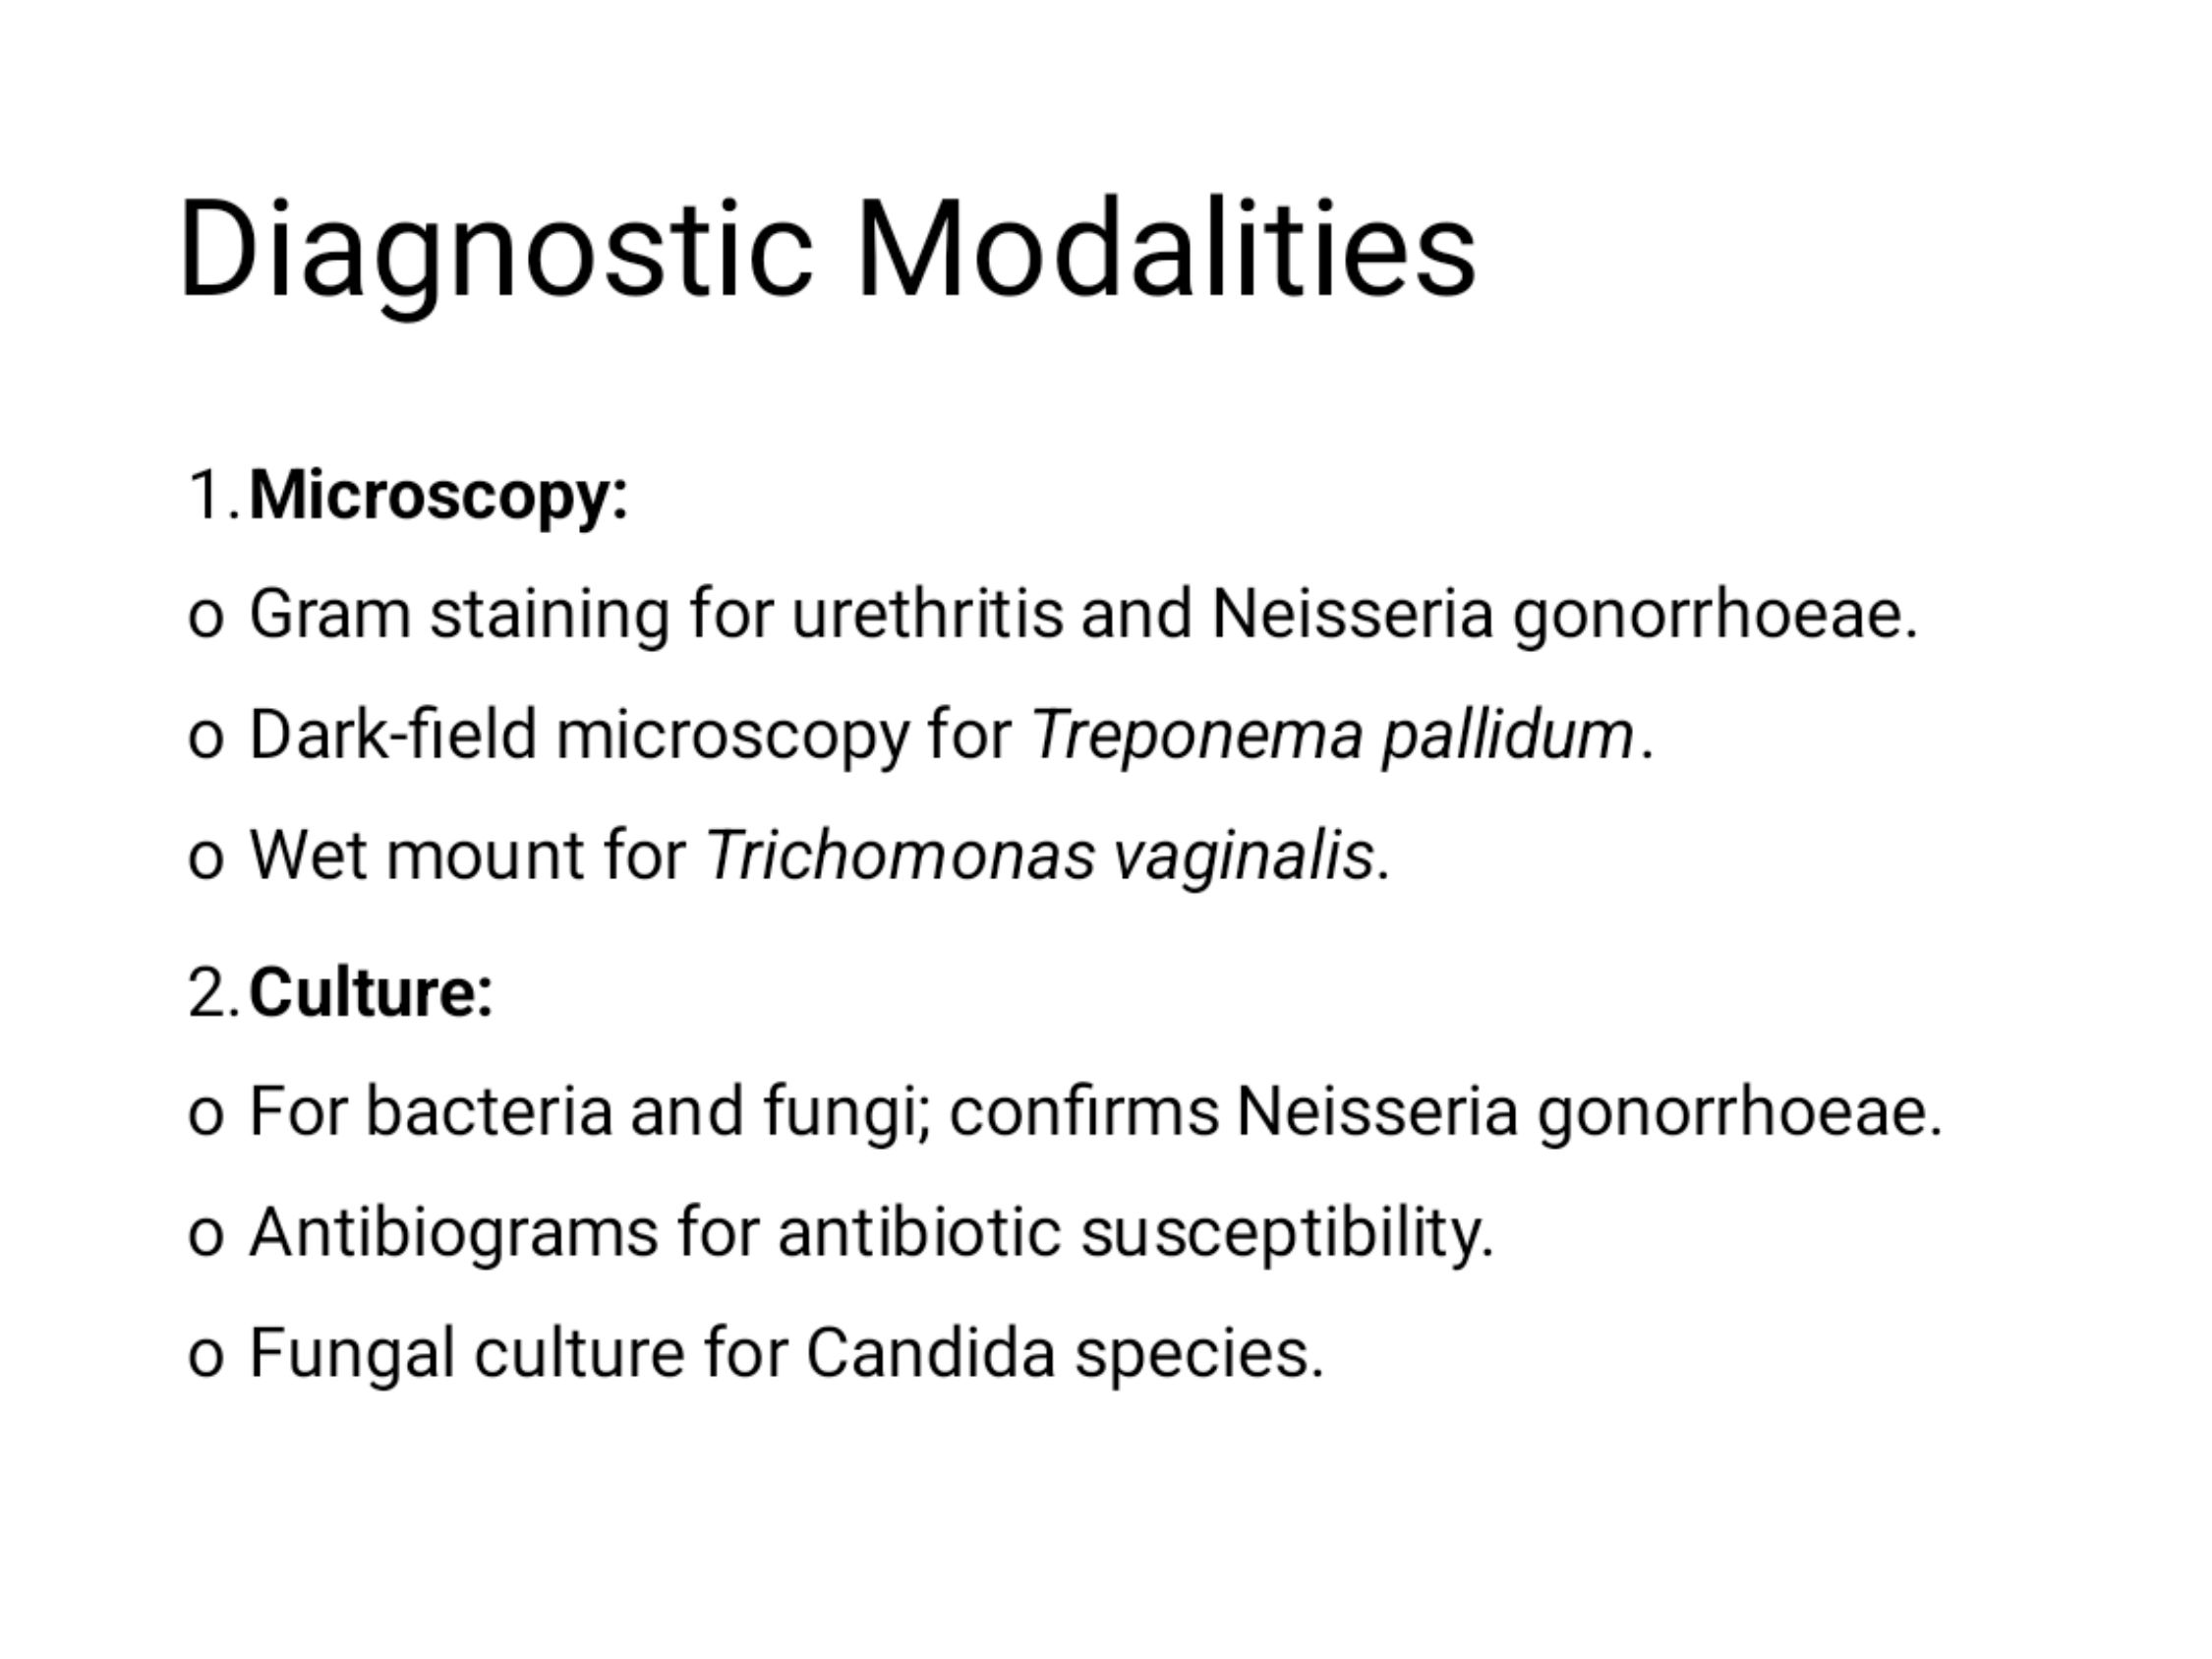 Diagnostic Modalities
1. Microscopy:
o Gram staining for urethritis and Neisseria gonorrhoeae.
o Dark-field microscopy for Treponema pallidum.
o Wet mount for Trichomonas vaginalis.
2. Culture:
o For bacteria and fungi; confirms Neisseria gonorrhoeae.
o Antibiograms for antibiotic susceptibility.
o Fungal culture for Candida species.